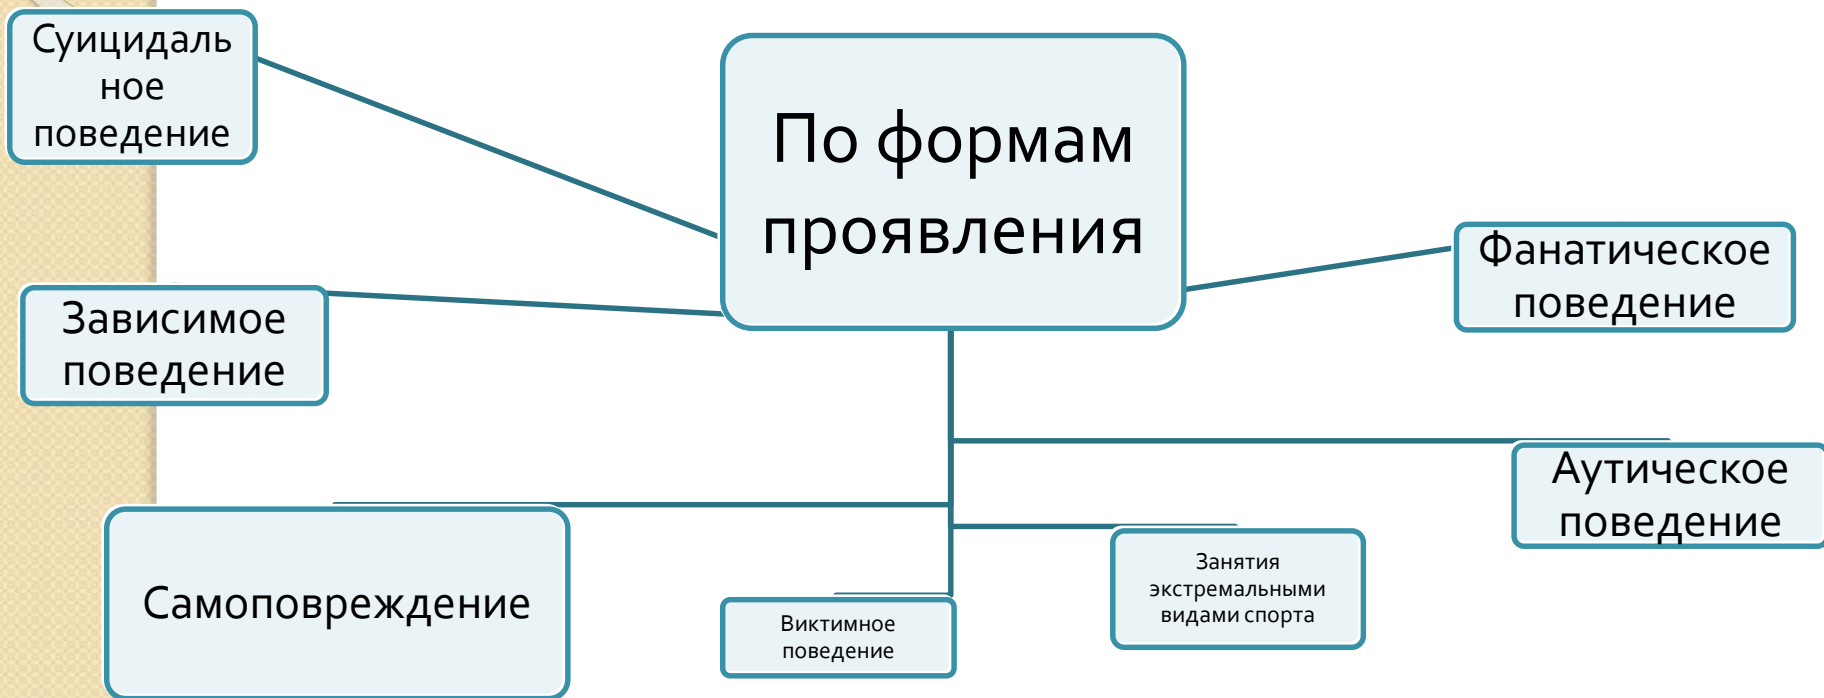 Суицидаль
ное
поведение
По формам
проявления
Фанатическое
поведение
Зависимое
поведение
Аутическое
поведение
Самоповреждение
Занятия
экстремальными
видами спорта
Виктимное
поведение